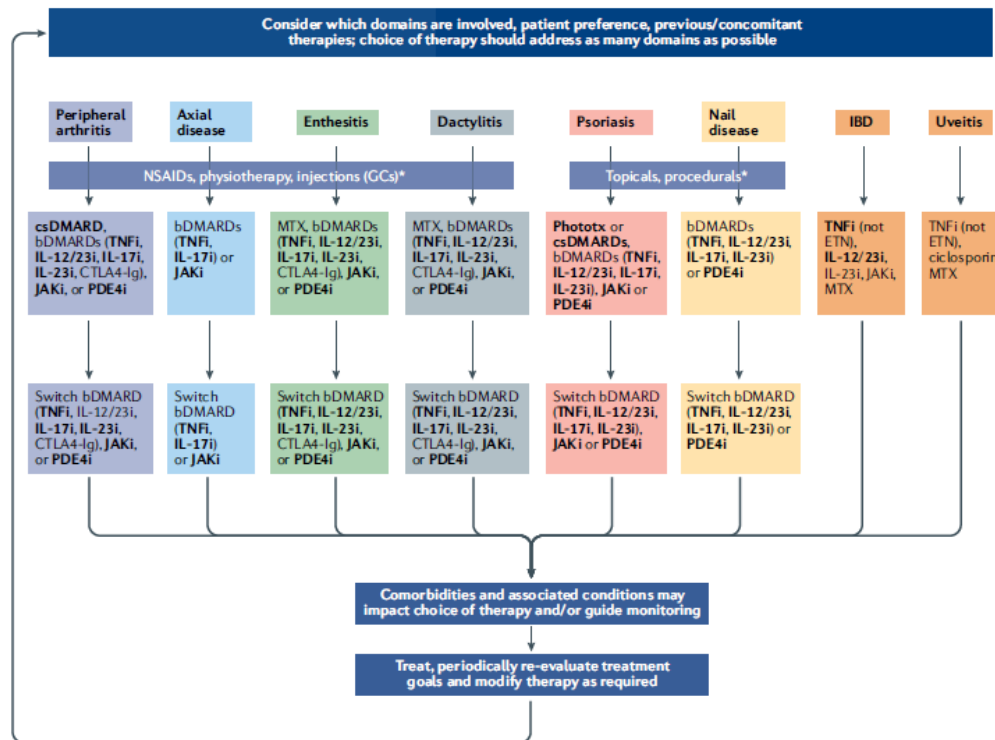 Consider which domains are involved, patient preference, previous/concomitant
therapies; choice of therapy should address as many domains as possible
Peripheral
arthritis
Axial
disease
Enthesitis
Dactylitis
Psoriasis
Nail
disease
IBD
Uveitis
NSAIDs, physiotherapy, injections (GCs)*
Topicals, procedurals*
csDMARD,
bDMARDs (TNFi,
IL-12/23i, IL-17i,
IL-23i, CTLA4-Ig),
JAKi, or PDE4i
bDMARDs
(TNFi,
IL-17i) or
JAKi
MTX, bDMARDs
(TNFi, IL-12/23i,
IL-17i, IL-23i,
CTLA4-Ig), JAKi,
or PDE4i
MTX, bDMARDs
(TNFi, IL-12/23i,
IL-17i, IL-23i,
CTLA4-Ig), JAKi,
or PDE4i
Phototx or
csDMARDs,
bDMARDs (TNFi,
IL-12/23i, IL-17i,
IL-23i), JAKi or
PDE4i
bDMARDs
(TNFi, IL-12/23i,
IL-17i, IL-23i)
or PDE4i
TNFi (not
ETN),
IL-12/23i,
IL-23i, JAKi,
MTX
TNFi (not
ETN),
ciclosporin
MTX
Switch bDMARD
(TNFi, IL-12/23i,
IL-17i, IL-23i,
CTLA4-Ig), JAKi,
or PDE4i
Switch
bDMARD
(TNFi,
IL-17i)
or JAKi
Switch bDMARD
(TNFi, IL-12/23i,
IL-17i, IL-23i,
CTLA4-Ig), JAKi,
or PDE4i
Switch bDMARD
(TNFi, IL-12/23i,
IL-17i, IL-23i,
CTLA4-Ig), JAKi,
or PDE4i
Switch bDMARD
(TNFi, IL-12/23i,
IL-17i, IL-23i),
JAKi or PDE4i
Switch bDMARD
(TNFi, IL-12/23i,
IL-17i, IL-23i) or
PDE4i
Comorbidities and associated conditions may
impact choice of therapy and/or guide monitoring
Treat, periodically re-evaluate treatment
goals and modify therapy as required